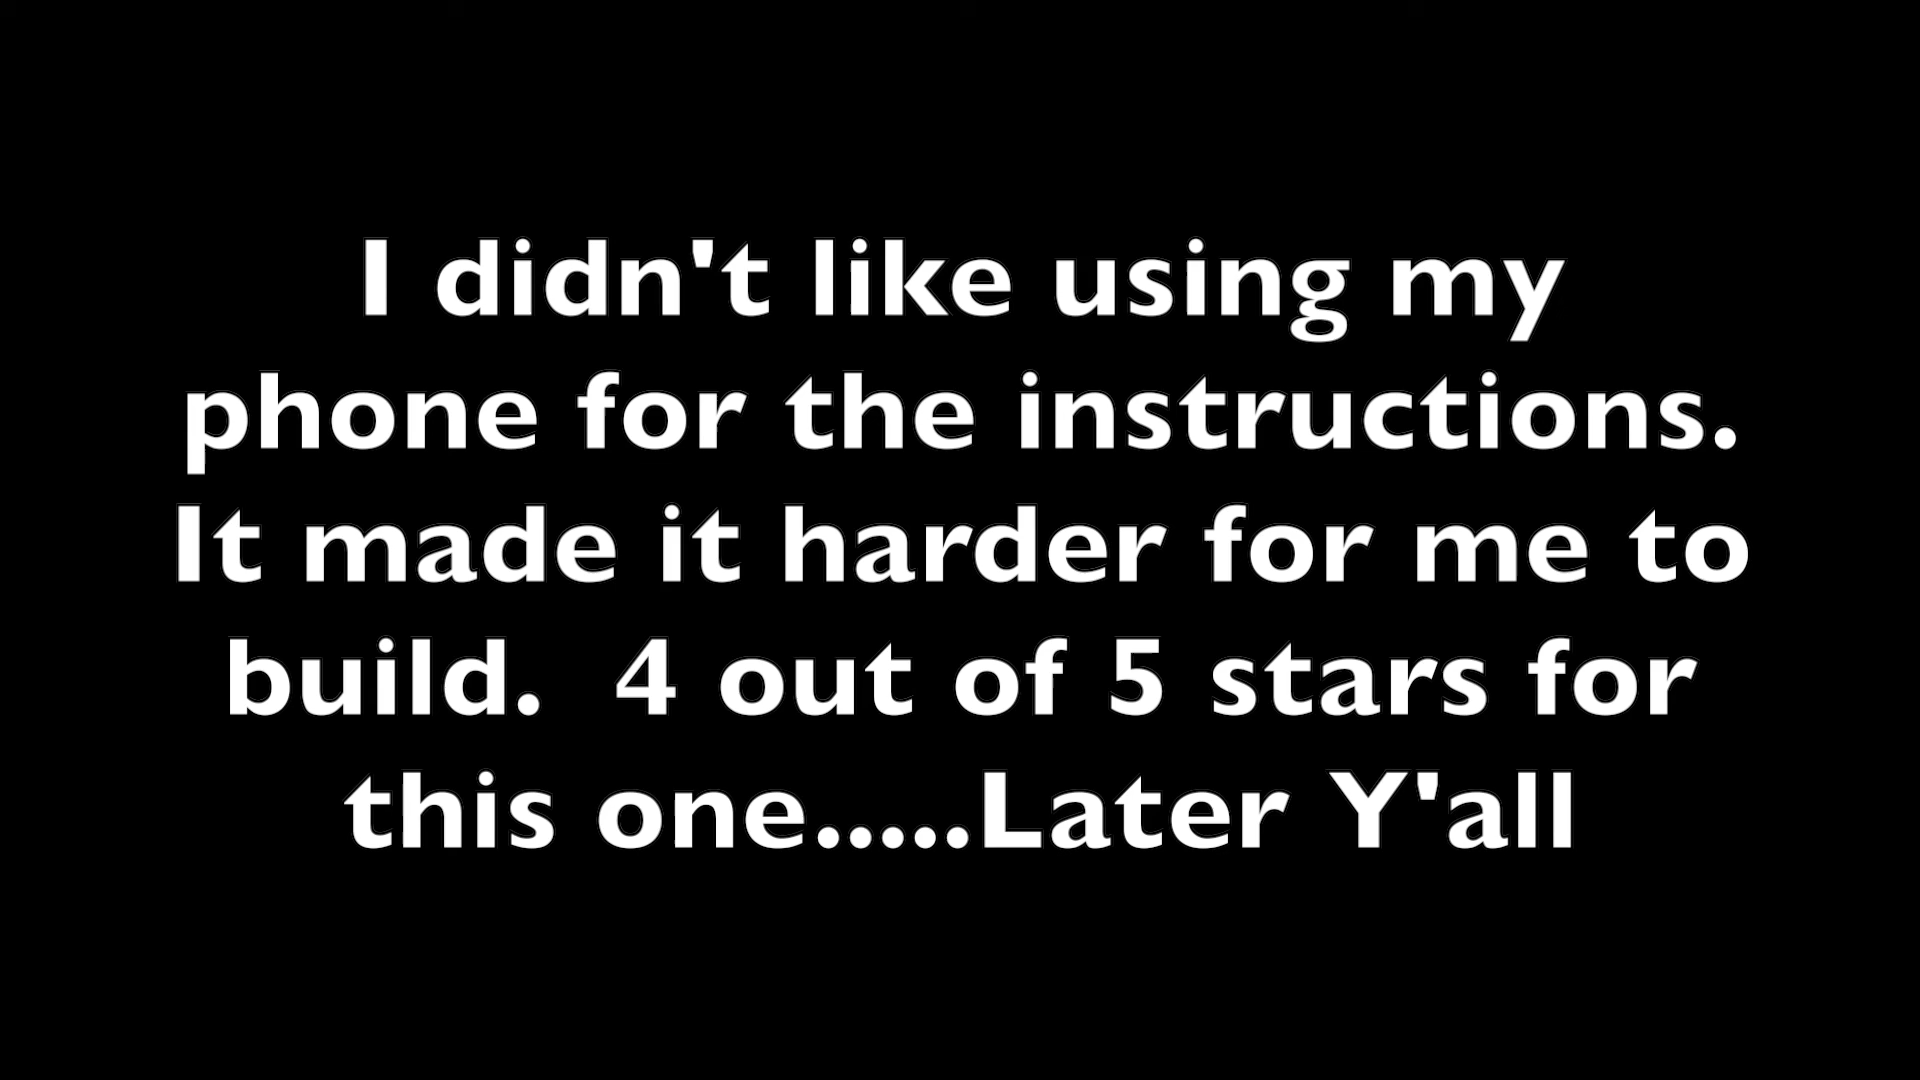 I didn't like using my
phone for the instructions.
It made it harder for me to
build.  4 out of 5 stars for
this one.....Later Y'all